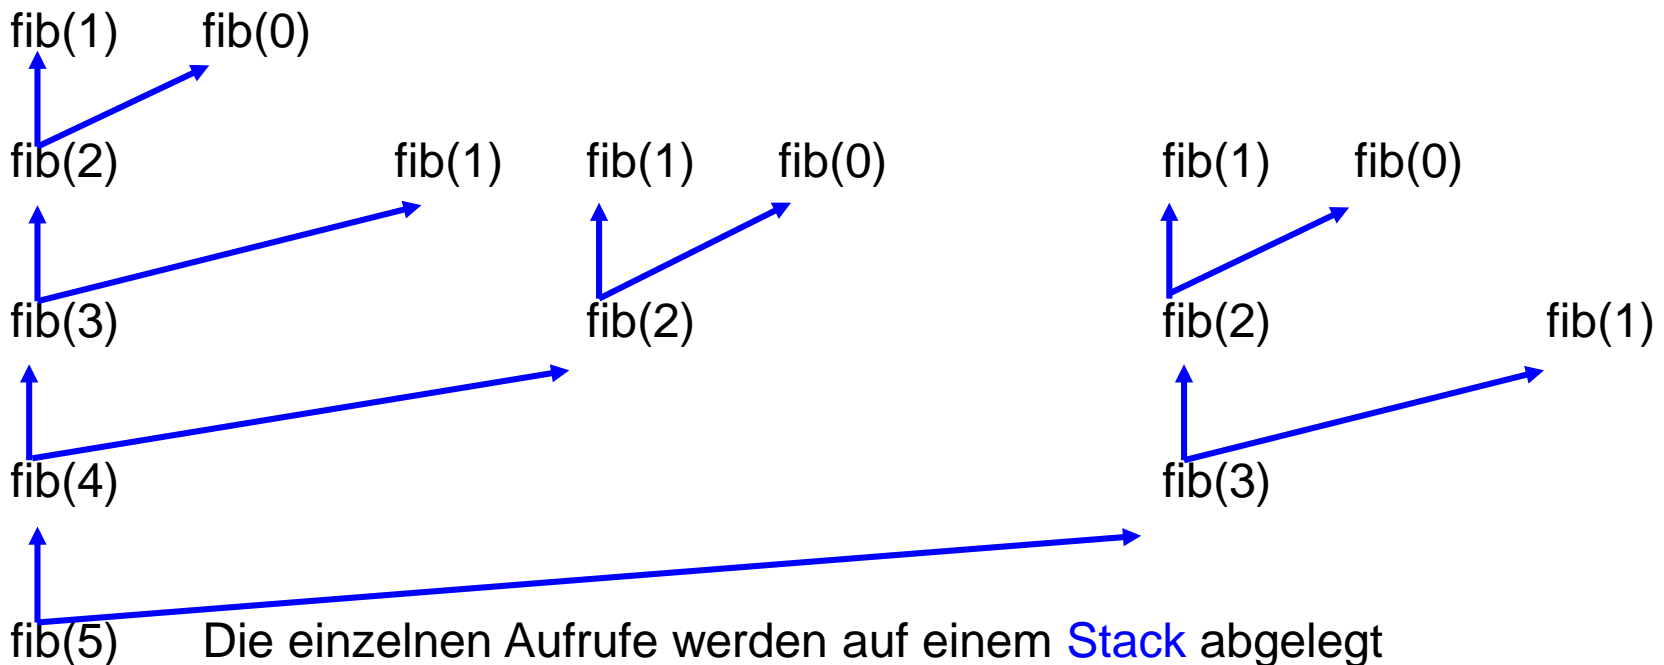 fib(1) fib(0)
fib(2) fib(1) fib(1) fib(0) fib(1) fib(0)
fib(3) fib(2) fib(2) fib(1)
fib(4) fib(3)
fib(5) Die einzelnen Aufrufe werden auf einem Stack abgelegt